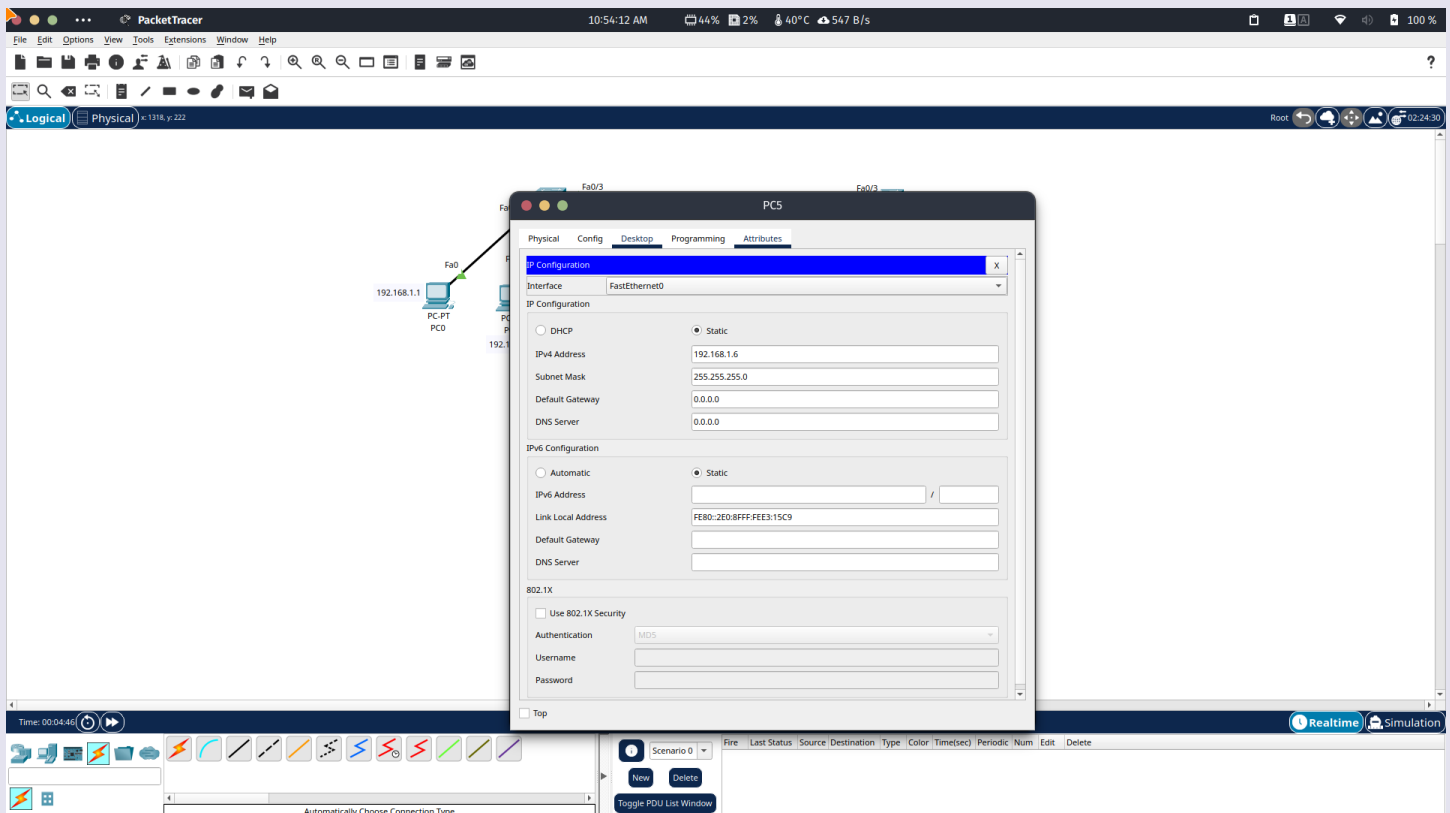 PacketTracer 10:54:12 AM 44% 2% 40°C 547 B/s 1 A 100 %
File Edit Options View Tools Extensions Window Help
?
Logical Physical x: 1318, y: 222 Root 02:24:30
Fa0/3 Fa0/3
Fa
PC5
Physical Config Desktop Programming Attributes
IP Configuration X
Fa0
Interface FastEthernet0
192.168.1.1
IP Configuration
PC-PT
PC0
DHCP Static
192.1
IPv4 Address 192.168.1.6
Subnet Mask 255.255.255.0
Default Gateway 0.0.0.0
DNS Server 0.0.0.0
IPv6 Configuration
Automatic Static
IPv6 Address /
Link Local Address FE80::2E0:8FFF:FEE3:15C9
Default Gateway
DNS Server
802.1X
Use 802.1X Security
Authentication MD5
Username
Password
Top
Time: 00:04:46 Realtime Simulation
Scenario 0
Fire Last Status Source Destination Type Color Time(sec) Periodic Num Edit Delete
New Delete
Toggle PDU List Window
Automatically Choose Connection Type